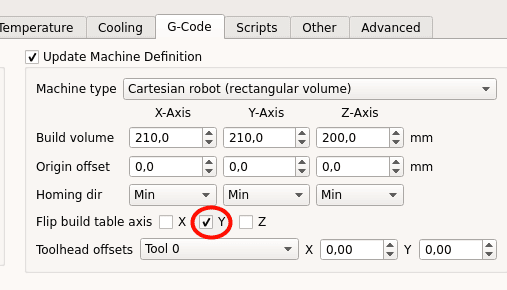 Temperature Cooling G-Code Scripts Other Advanced
Update Machine Definition
Machine type Cartesian robot (rectangular volume)
X-Axis Y-Axis Z-Axis
Build volume 210,0 210,0 200,0 mm
Origin offset 0,0 0,0 0,0 mm
Homing dir Min Min Min
Flip build table axis X Y Z
Toolhead offsets Tool 0 X 0,00 Y 0,00